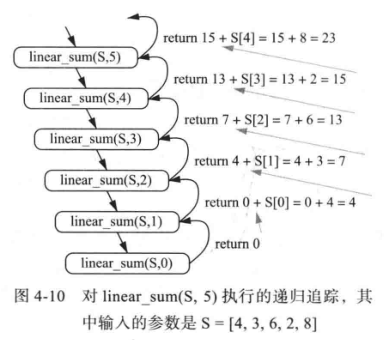 return 15 + S[4] = 15 + 8 = 23
linear_sum(S,5)
return 13 + S[3] = 13 + 2 = 15
linear_sum(S,4)
return 7 + S[2] = 7 + 6 = 13
linear_sum(S,3)
return 4 + S[1] = 4 + 3 = 7
linear_sum(S,2)
return 0 + S[0] = 0 + 4 = 4
linear_sum(S,1)
return 0
linear_sum(S,0)
图 4-10 对 linear_sum(S, 5) 执行的递归追踪，其
中输入的参数是 S = [4, 3, 6, 2, 8]